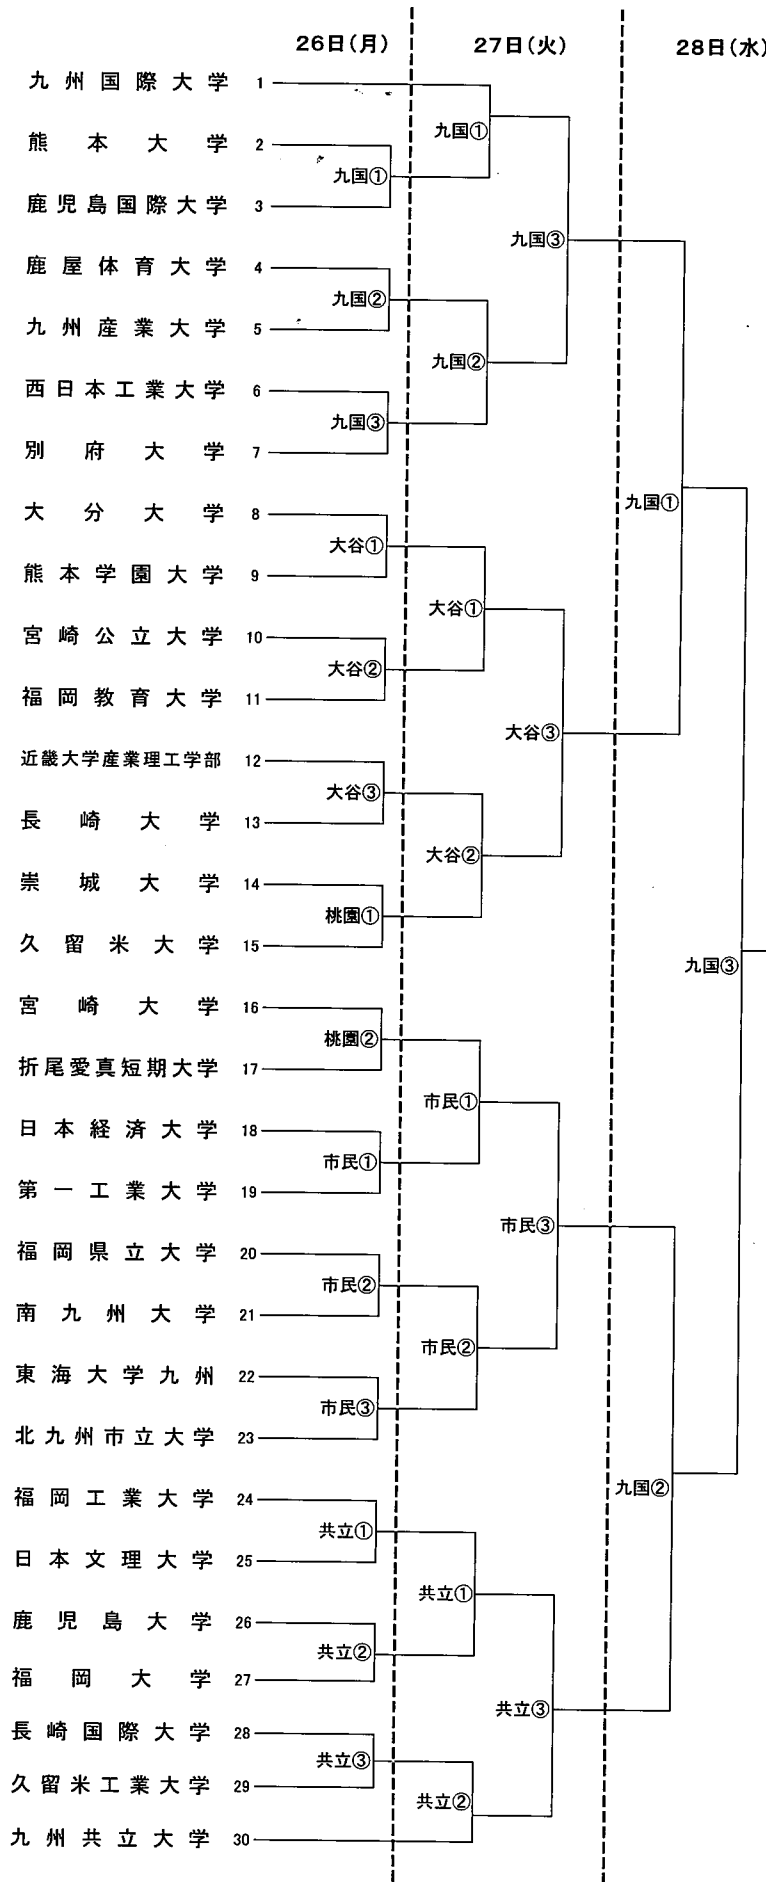 26日(月) 27日(火) 28日(水)
九州国際大学 1
九国①
熊本大学 2
九国①
鹿児島国際大学 3
九国③
鹿屋体育大学 4
九国②
九州産業大学 5
九国②
西日本工業大学 6
九国③
別府大学 7
九国①
大分大学 8
大谷①
熊本学園大学 9
大谷①
宮崎公立大学 10
大谷②
福岡教育大学 11
大谷③
近畿大学産業理工学部 12
大谷③
長崎大学 13
大谷②
崇城大学 14
桃園①
久留米大学 15
九国③
宮崎大学 16
桃園②
折尾愛真短期大学 17
市民①
日本経済大学 18
市民①
第一工業大学 19
市民③
福岡県立大学 20
市民②
南九州大学 21
市民②
東海大学九州 22
市民③
北九州市立大学 23
九国②
福岡工業大学 24
共立①
日本文理大学 25
共立①
鹿児島大学 26
共立②
福岡大学 27
共立③
長崎国際大学 28
共立③
久留米工業大学 29
共立②
九州共立大学 30